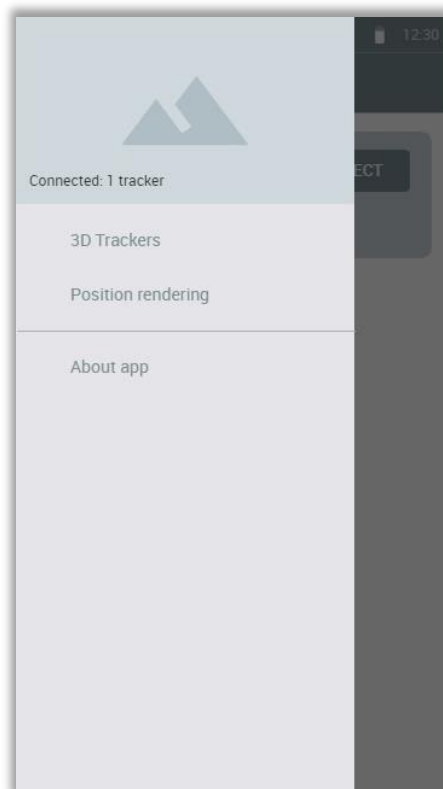 12:30
Connected: 1 tracker
ECT
3D Trackers
Position rendering
About app